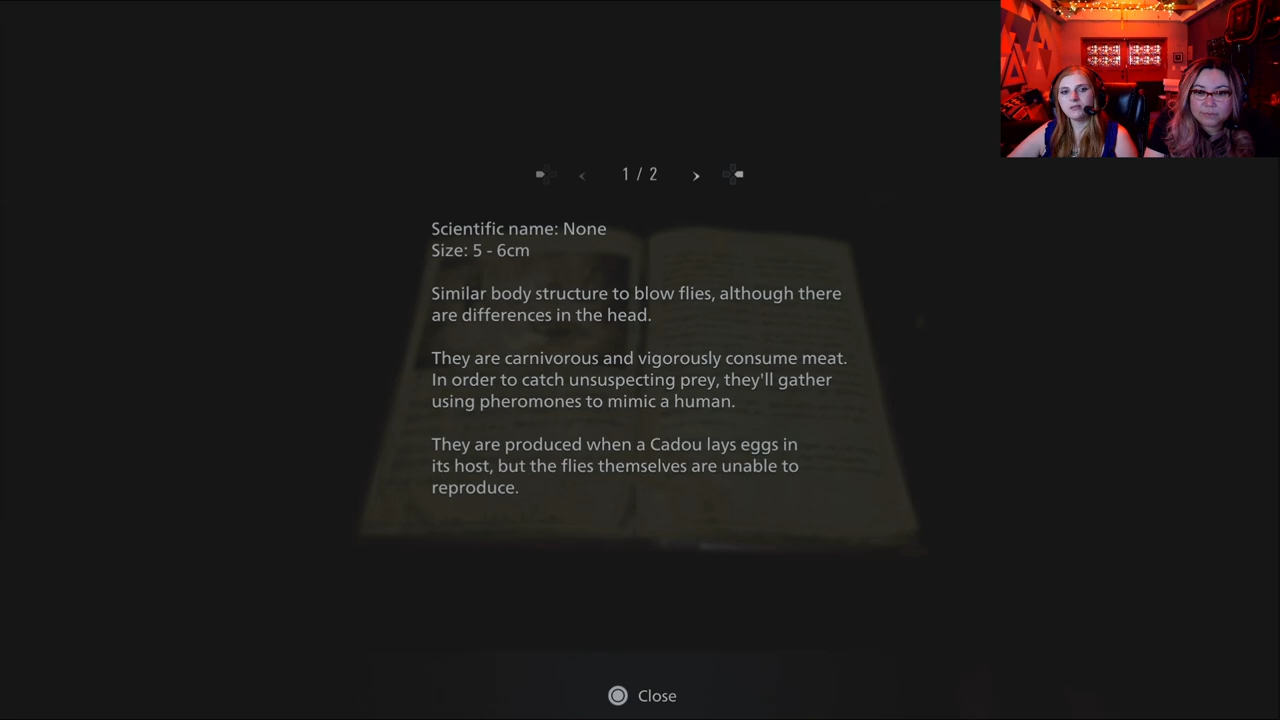 1 / 2
Scientific name: None
Size: 5 - 6cm
Similar body structure to blow flies, although there
are differences in the head.
They are carnivorous and vigorously consume meat.
In order to catch unsuspecting prey, they'll gather
using pheromones to mimic a human.
They are produced when a Cadou lays eggs in
its host, but the flies themselves are unable to
reproduce.
Close